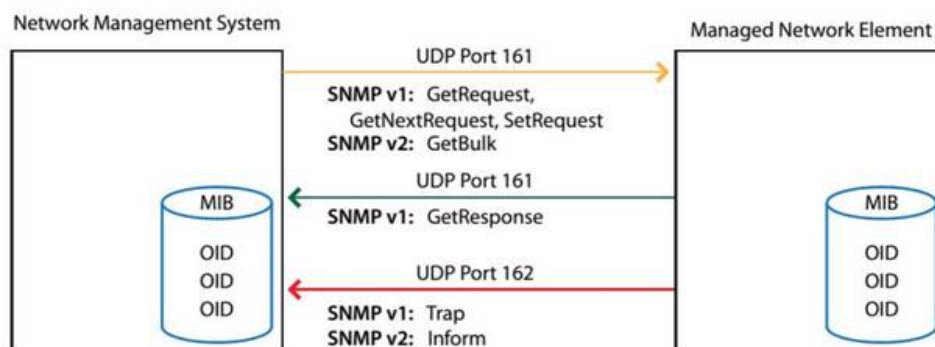 Network Management System
Managed Network Element
UDP Port 161
SNMP v1: GetRequest,
GetNextRequest, SetRequest
SNMP v2: GetBulk
UDP Port 161
SNMP v1: GetResponse
UDP Port 162
SNMP v1: Trap
SNMP v2: Inform
MIB
OID
OID
OID
MIB
OID
OID
OID